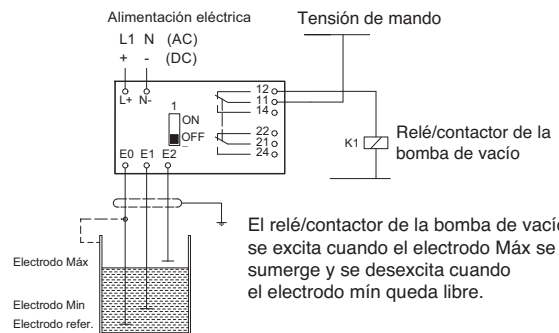 Alimentación eléctrica
Tensión de mando
L1 N (AC)
+ - (DC)
L+ N-
1
ON
OFF
12
11
14
22
21
24
E0 E1 E2
K1
Relé/contactor de la
bomba de vacío
El relé/contactor de la bomba de vacío
se excita cuando el electrodo Máx se
sumerge y se desexcita cuando
el electrodo mín queda libre.
Electrodo Máx
Electrodo Min
Electrodo refer.